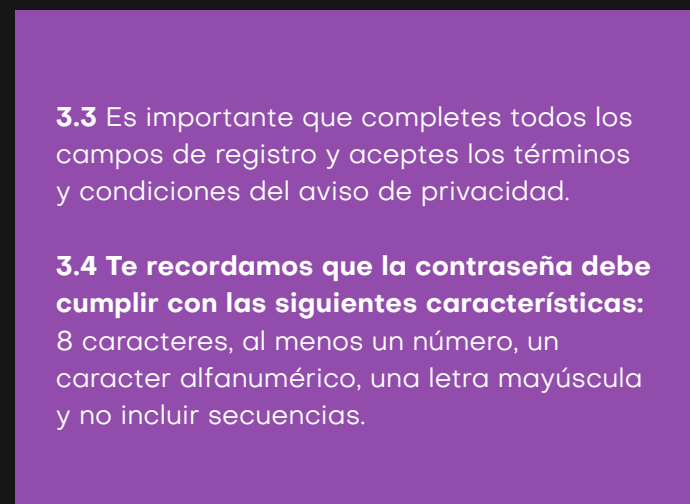 3.3 Es importante que completes todos los
campos de registro y aceptes los términos
y condiciones del aviso de privacidad.
3.4 Te recordamos que la contraseña debe
cumplir con las siguientes características:
8 caracteres, al menos un número, un
caracter alfanumérico, una letra mayúscula
y no incluir secuencias.